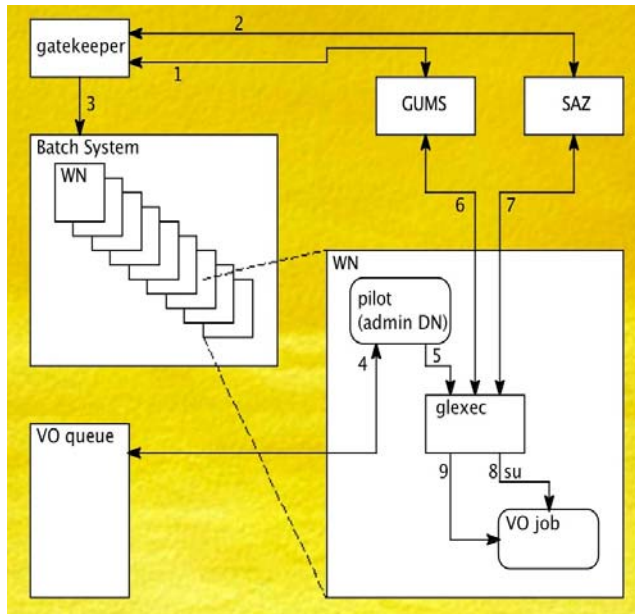 2
gatekeeper
1
3
GUMS
SAZ
Batch System
WN
6
7
WN
pilot
(admin DN)
4
5
glexec
VO queue
9
8
su
VO job